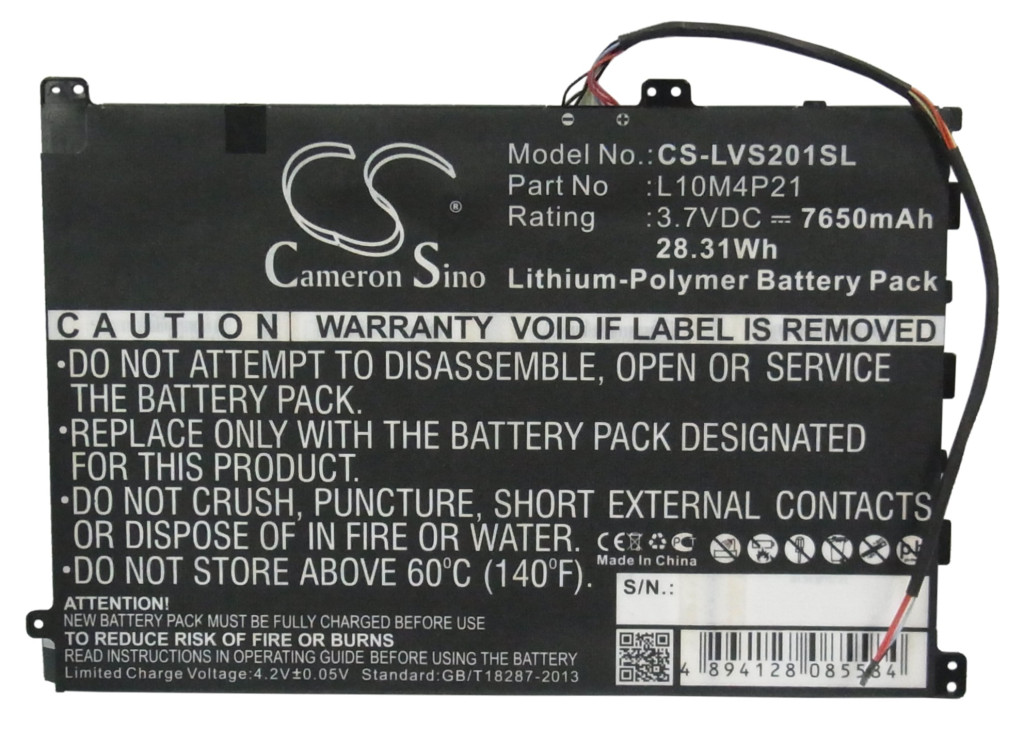 Model No.:CS-LVS201SL
Part No :L10M4P21
Rating :3.7VDC ⎓ 7650mAh
28.31Wh
Lithium-Polymer Battery Pack
Cameron Sino
®
CAUTION WARRANTY VOID IF LABEL IS REMOVED
•DO NOT ATTEMPT TO DISASSEMBLE, OPEN OR SERVICE
THE BATTERY PACK.
•REPLACE ONLY WITH THE BATTERY PACK DESIGNATED
FOR THIS PRODUCT.
•DO NOT CRUSH, PUNCTURE, SHORT EXTERNAL CONTACTS
OR DISPOSE OF IN FIRE OR WATER.
•DO NOT STORE ABOVE 60°C (140°F).
CE
Made In China
ATTENTION!
NEW BATTERY PACK MUST BE FULLY CHARGED BEFORE USE
TO REDUCE RISK OF FIRE OR BURNS
READ INSTRUCTIONS IN OPERATING GUIDE BEFORE USING THE BATTERY
Limited Charge Voltage:4.2V±0.05V Standard:GB/T18287-2013
S/N.:
4 894128 085584